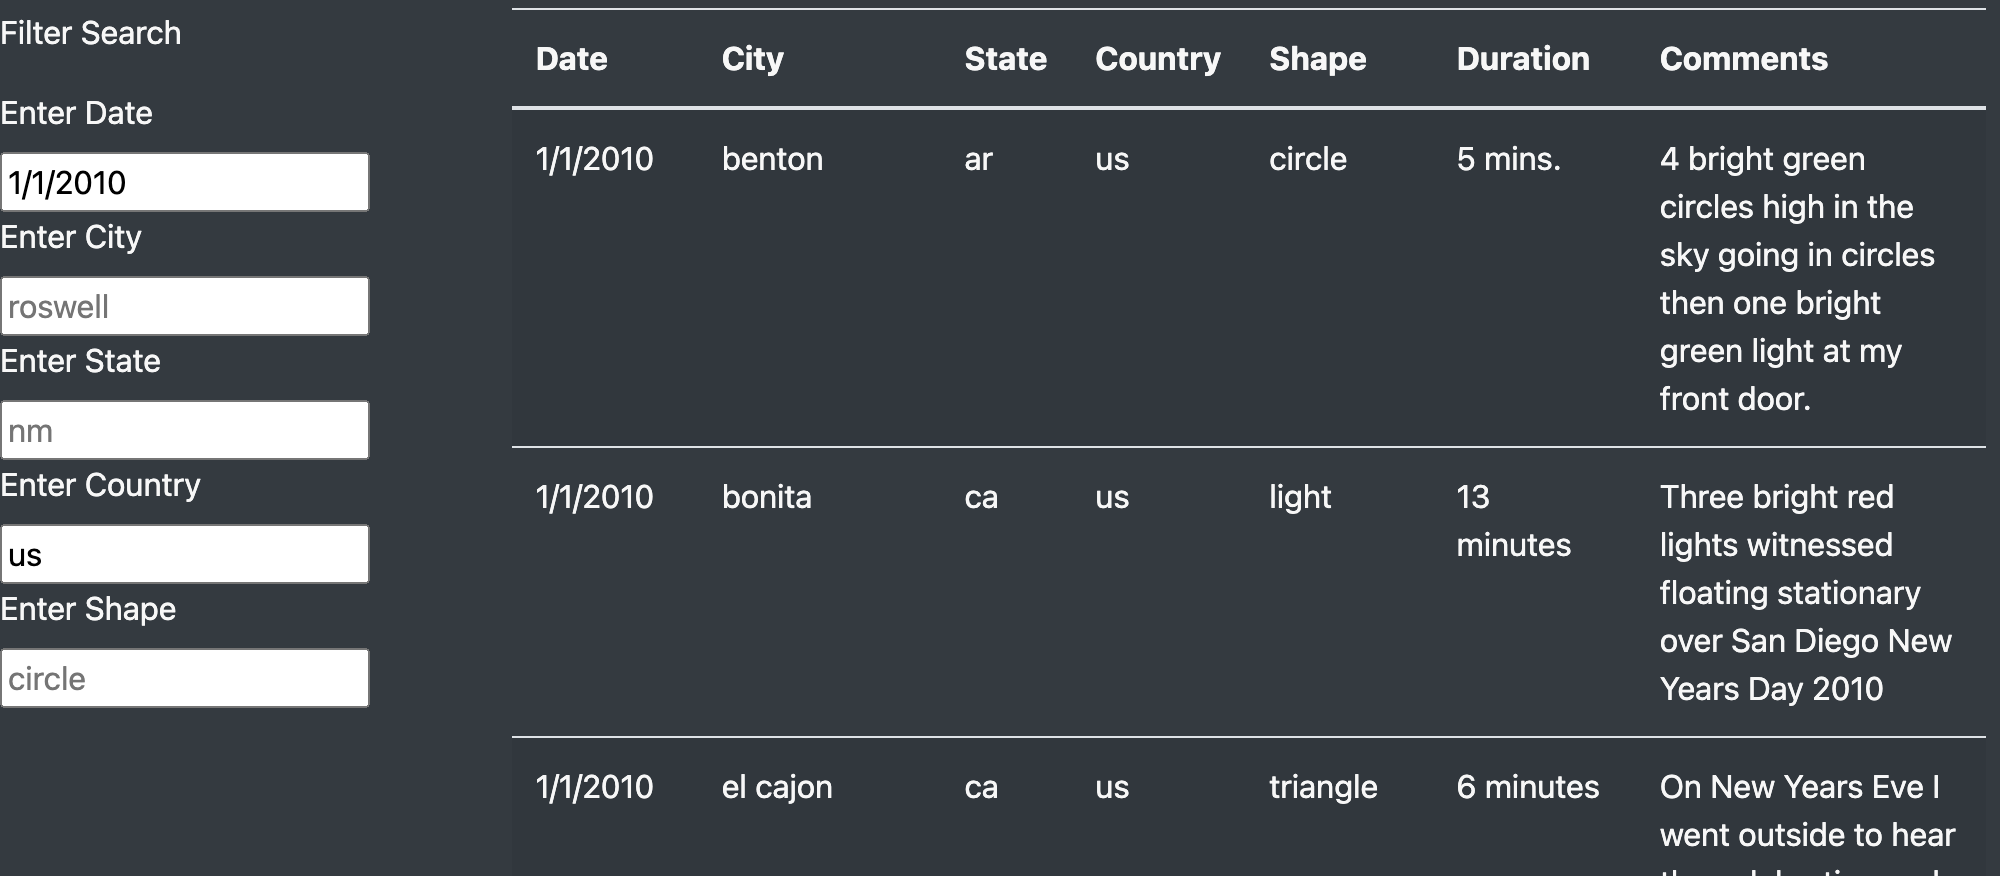 Filter Search
Enter Date
1/1/2010
Enter City
roswell
Enter State
nm
Enter Country
us
Enter Shape
circle
Date City State Country Shape Duration Comments
1/1/2010 benton ar us circle 5 mins. 4 bright green
circles high in the
sky going in circles
then one bright
green light at my
front door.
1/1/2010 bonita ca us light 13 Three bright red
minutes lights witnessed
floating stationary
over San Diego New
Years Day 2010
1/1/2010 el cajon ca us triangle 6 minutes On New Years Eve I
went outside to hear